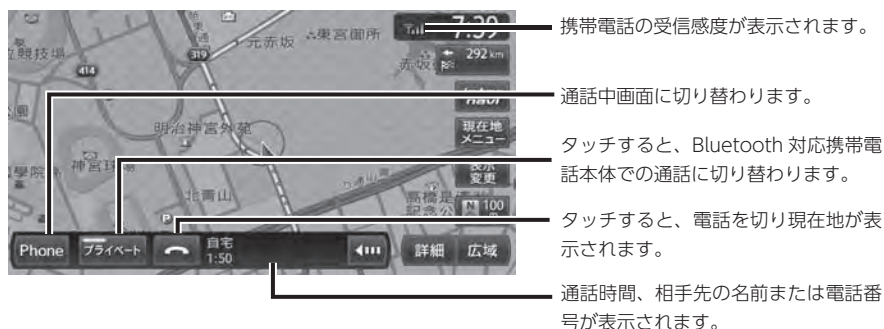 元赤坂
東宮御所
319
414
7:39
292 km
赤坂
Navi
現在地
メニュー
明治神宮外苑
表示
変更
北青山
N 100
m
Phone
プライベート
自宅
1:50
詳細
広域
携帯電話の受信感度が表示されます。
通話中画面に切り替わります。
タッチすると、Bluetooth 対応携帯電
話本体での通話に切り替わります。
タッチすると、電話を切り現在地が表
示されます。
通話時間、相手先の名前または電話番
号が表示されます。